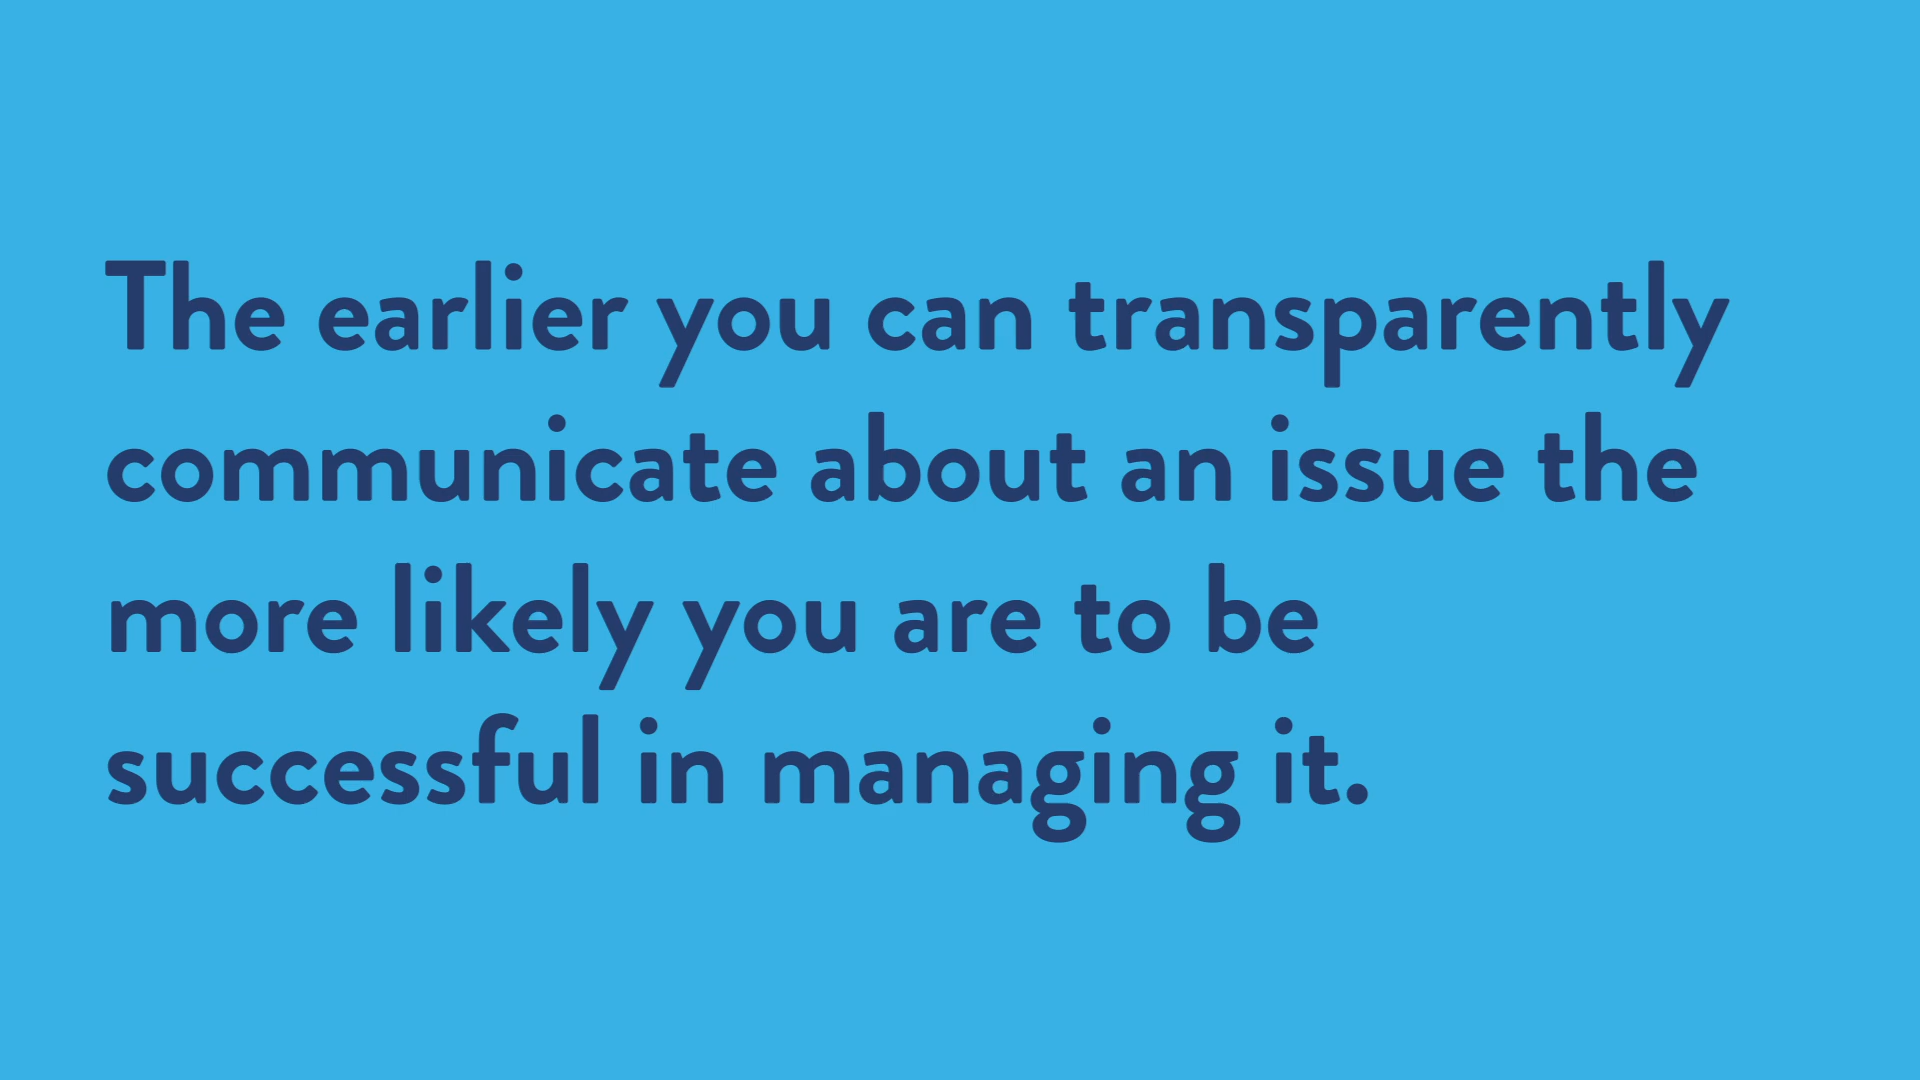 The earlier you can transparently
communicate about an issue the
more likely you are to be
successful in managing it.